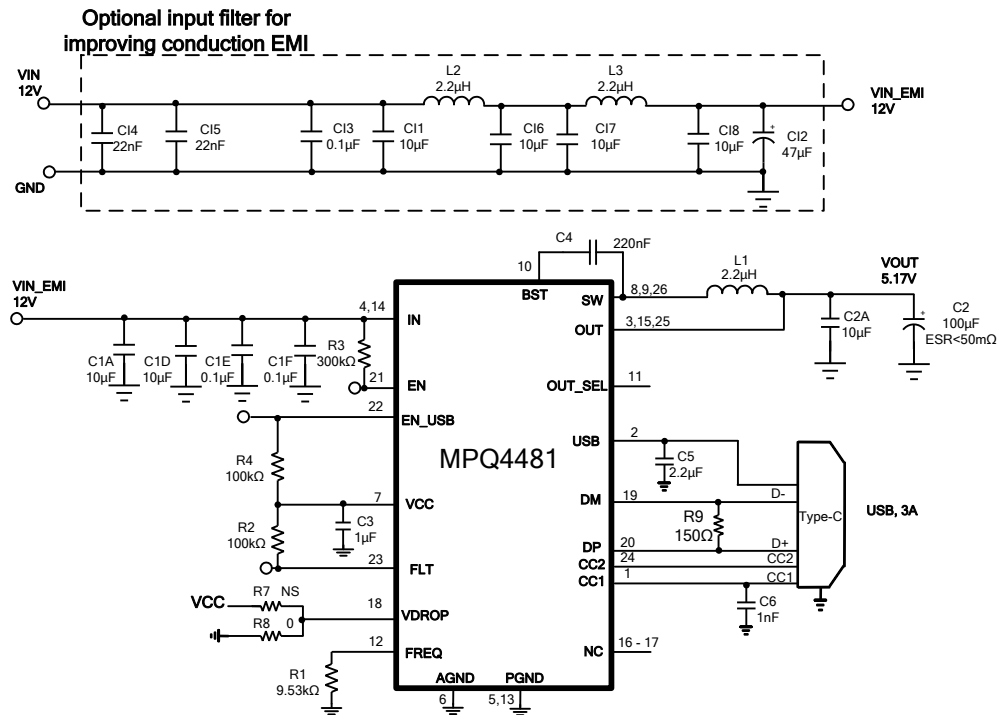 Optional input filter for
improving conduction EMI
VIN
12V
L2
2.2µH
L3
2.2µH
VIN_EMI
12V
CI4
22nF
CI5
22nF
CI3
0.1µF
CI1
10µF
CI6
10µF
CI7
10µF
CI8
10µF
+
CI2
47µF
GND
C4
220nF
10
BST
SW
8,9,26
L1
2.2µH
VOUT
5.17V
VIN_EMI
12V
4,14
IN
OUT
3,15,25
C1A
10µF
C1D
10µF
C1E
0.1µF
C1F
0.1µF
R3
300kΩ
C2A
10µF
+
C2
100µF
ESR<50mΩ
21
EN
OUT_SEL
11
22
EN_USB
USB
2
R4
100kΩ
MPQ4481
C5
2.2µF
7
VCC
DM
19
D-
Type-C
USB, 3A
C3
1µF
R2
100kΩ
R9
150Ω
DP
20
D+
23
FLT
CC2
24
CC2
CC1
1
CC1
VCC
R7
NS
R8
0
18
VDROP
C6
1nF
12
FREQ
NC
16 - 17
R1
9.53kΩ
AGND
PGND
6
5,13